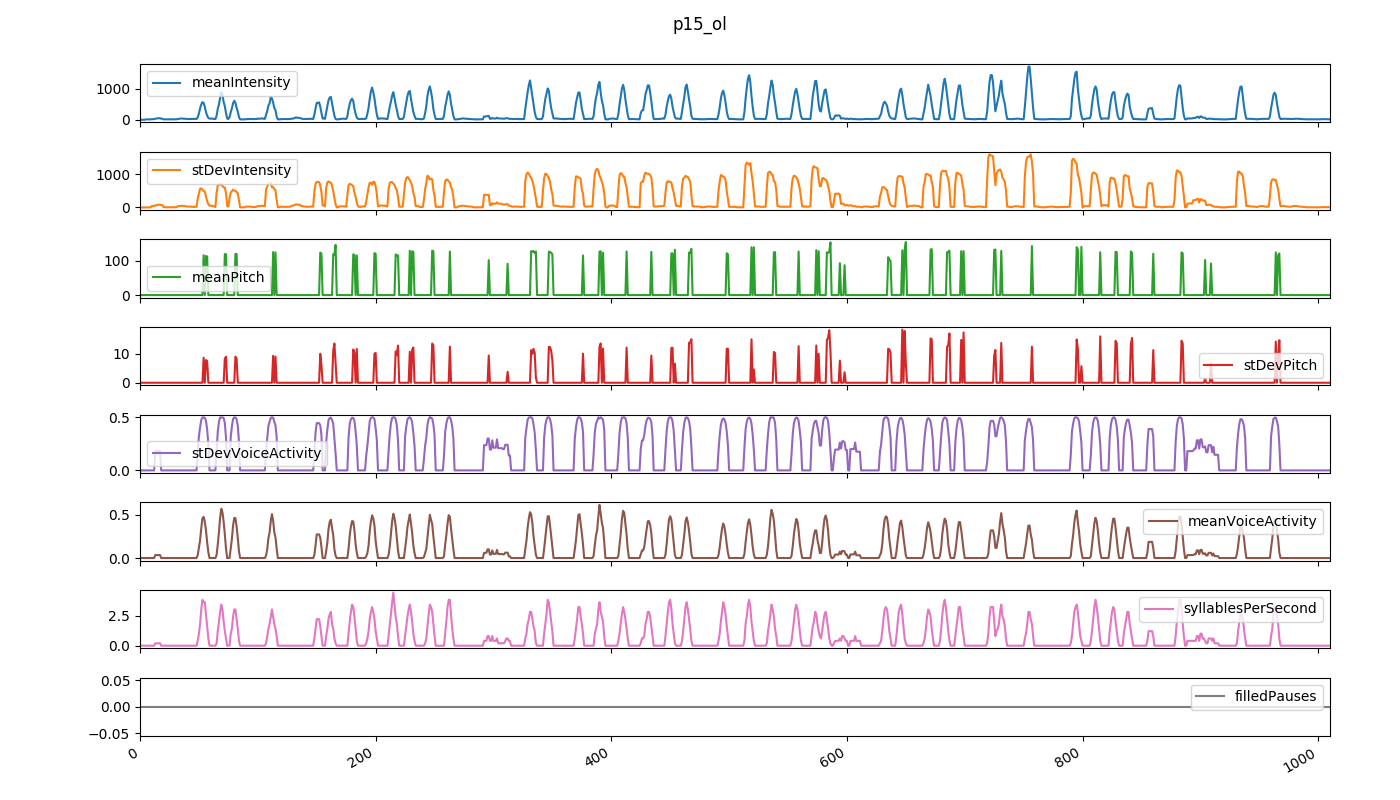 p15_ol
meanIntensity
1000
0
stDevIntensity
1000
0
meanPitch
100
0
stDevPitch
10
0
stDevVoiceActivity
0.5
0.0
meanVoiceActivity
0.5
0.0
syllablesPerSecond
2.5
0.0
filledPauses
0.05
0.00
−0.05
0 200 400 600 800 1000